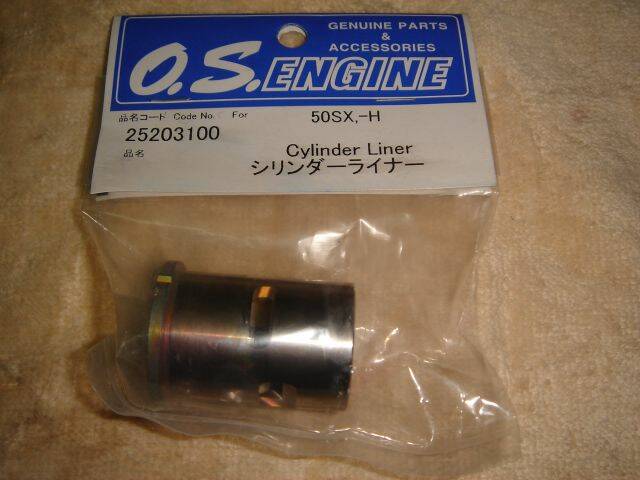 GENUINE PARTS
&
ACCESSORIES
O.S.ENGINE
品名コード Code No. For 50SX,-H
25203100
品名 Cylinder Liner
シリンダーライナー